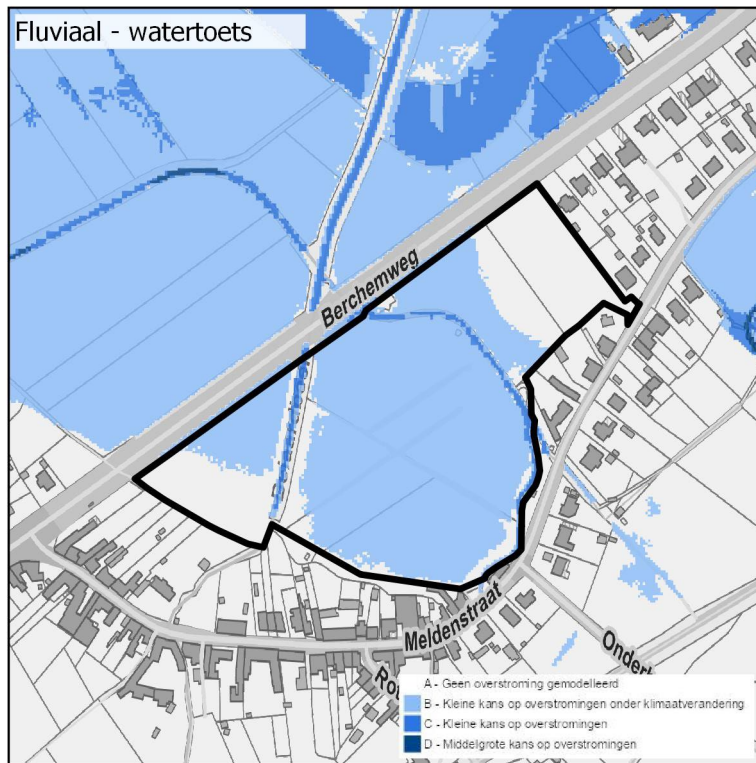 Fluviaal - watertoets
Berchemweg
Meldenstraat
A - Geen overstroming gemodelleerd
B - Kleine kans op overstromingen onder klimaatverandering
C - Kleine kans op overstromingen
D - Middelgrote kans op overstromingen